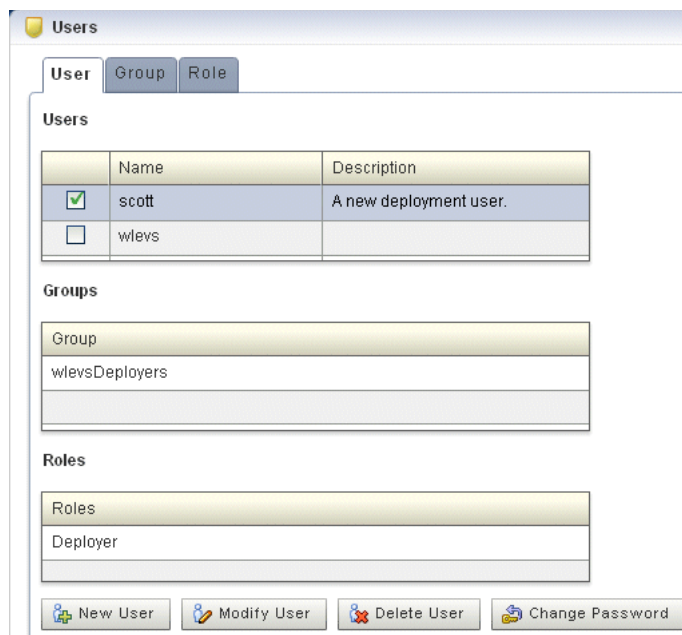 Users
User Group Role
Users
Name Description
scott A new deployment user.
wlevs
Groups
Group
wlevsDeployers
Roles
Roles
Deployer
New User Modify User Delete User Change Password